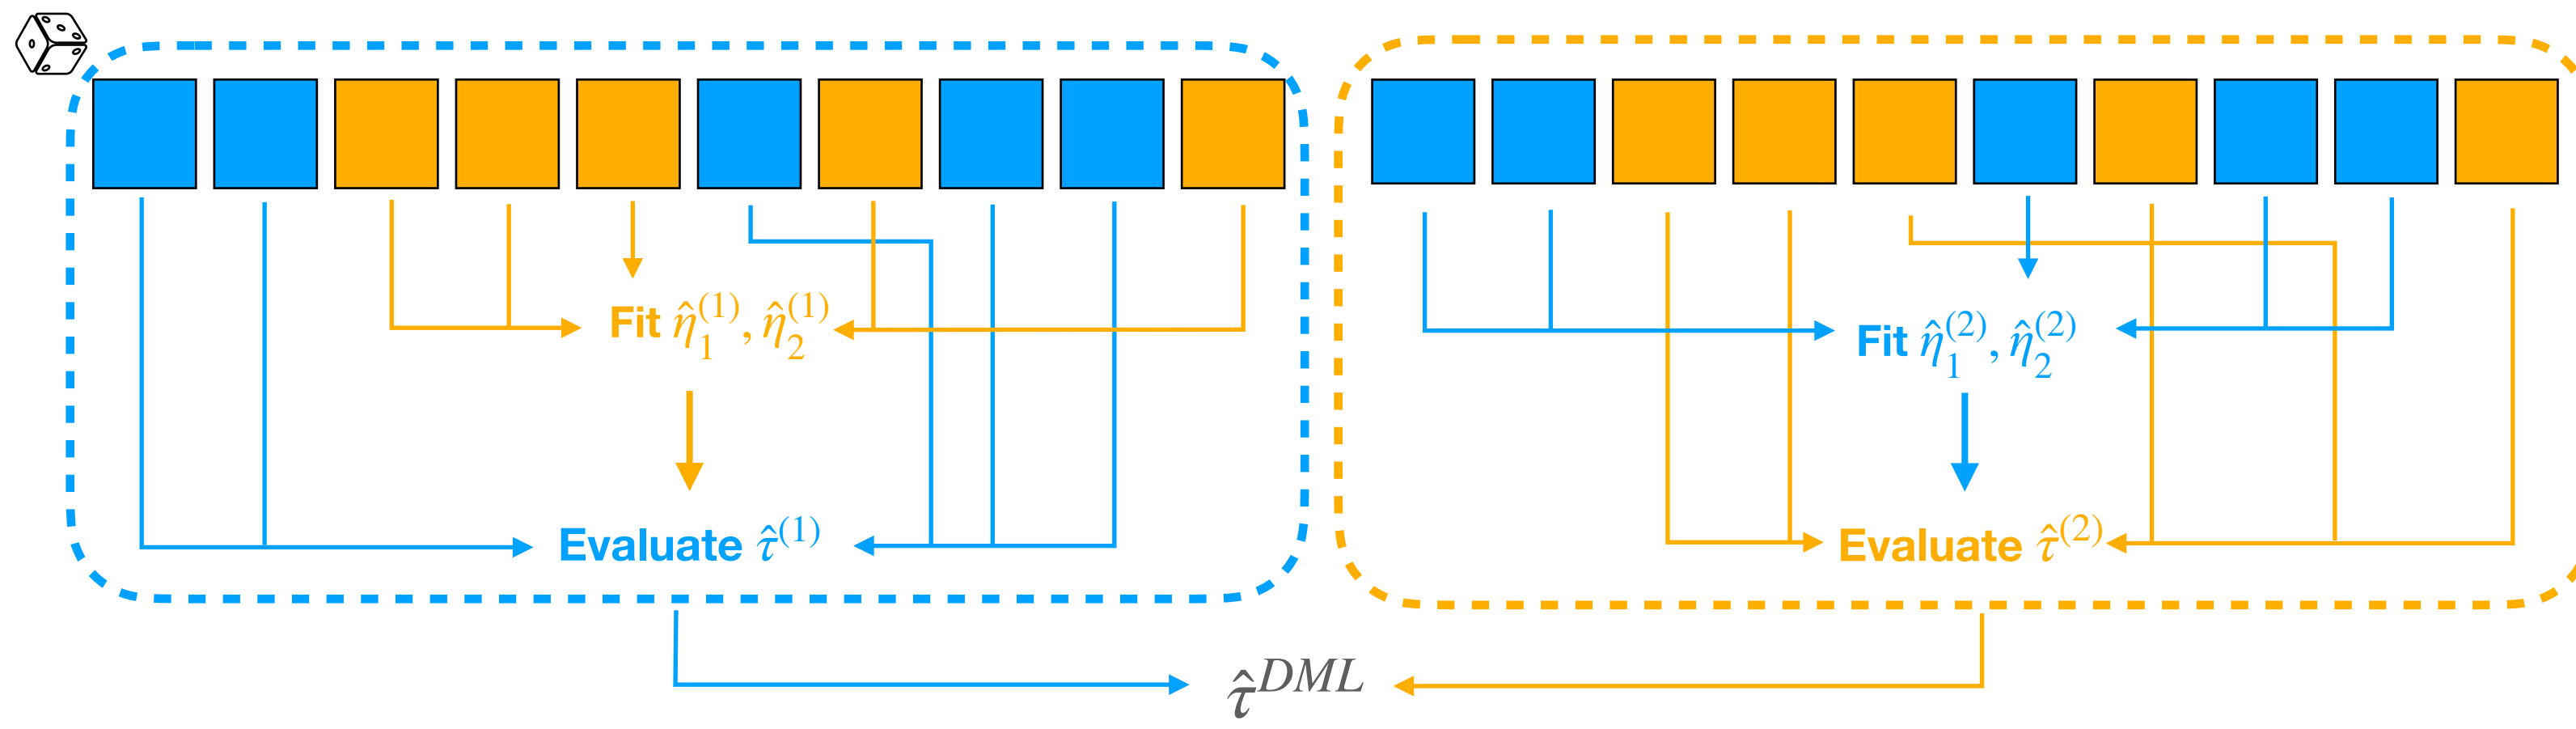 Fit η̂₁⁽¹⁾, η̂₂⁽¹⁾
Evaluate τ̂⁽¹⁾
Fit η̂₁⁽²⁾, η̂₂⁽²⁾
Evaluate τ̂⁽²⁾
τ̂ᴰᴹᴸ